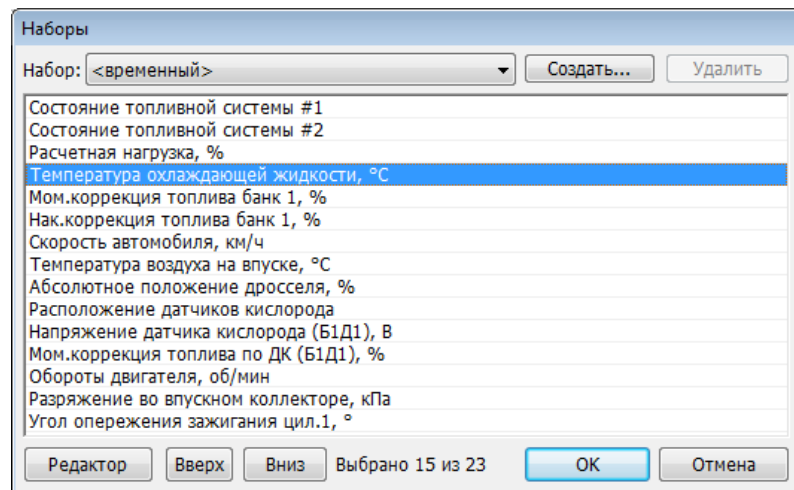 Наборы
Набор: <временный> Создать... Удалить
Состояние топливной системы #1
Состояние топливной системы #2
Расчетная нагрузка, %
Температура охлаждающей жидкости, °C
Мом.коррекция топлива банк 1, %
Нак.коррекция топлива банк 1, %
Скорость автомобиля, км/ч
Температура воздуха на впуске, °C
Абсолютное положение дросселя, %
Расположение датчиков кислорода
Напряжение датчика кислорода (Б1Д1), В
Мом.коррекция топлива по ДК (Б1Д1), %
Обороты двигателя, об/мин
Разряжение во впускном коллекторе, кПа
Угол опережения зажигания цил.1, °
Редактор Вверх Вниз Выбрано 15 из 23 OK Отмена